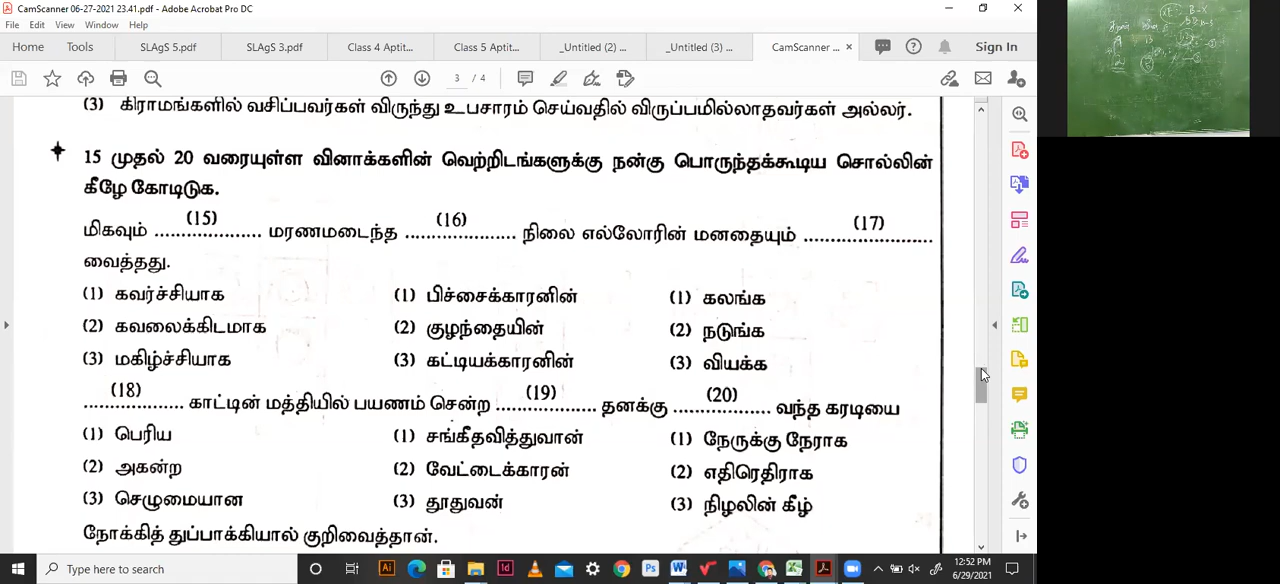 CamScanner 06-27-2021 23.41.pdf - Adobe Acrobat Pro DC
File Edit View Window Help
Home Tools SLAgS 5.pdf SLAgS 3.pdf Class 4 Aptit... Class 5 Aptit... _Untitled (2) ... _Untitled (3) ... CamScanner ... × Sign In
3 / 4
(3) கிராமங்களில் வசிப்பவர்கள் விருந்து உபசாரம் செய்வதில் விருப்பமில்லாதவர்கள் அல்லர்.
15 முதல் 20 வரையுள்ள வினாக்களின் வெற்றிடங்களுக்கு நன்கு பொருந்தக்கூடிய சொல்லின்
கீழே கோடிடுக.
(15) (16) (17)
மிகவும் .................... மரணமடைந்த .................... நிலை எல்லோரின் மனதையும் ........................
வைத்தது.
(1) கவர்ச்சியாக (1) பிச்சைக்காரனின் (1) கலங்க
(2) கவலைக்கிடமாக (2) குழந்தையின் (2) நடுங்க
(3) மகிழ்ச்சியாக (3) கட்டியக்காரனின் (3) வியக்க
(18) (19) (20)
.................. காட்டின் மத்தியில் பயணம் சென்ற .................. தனக்கு .................. வந்த கரடியை
(1) பெரிய (1) சங்கீதவித்துவான் (1) நேருக்கு நேராக
(2) அகன்ற (2) வேட்டைக்காரன் (2) எதிரெதிராக
(3) செழுமையான (3) தூதுவன் (3) நிழலின் கீழ்
நோக்கித் துப்பாக்கியால் குறிவைத்தான்.
Type here to search
12:52 PM
6/29/2021